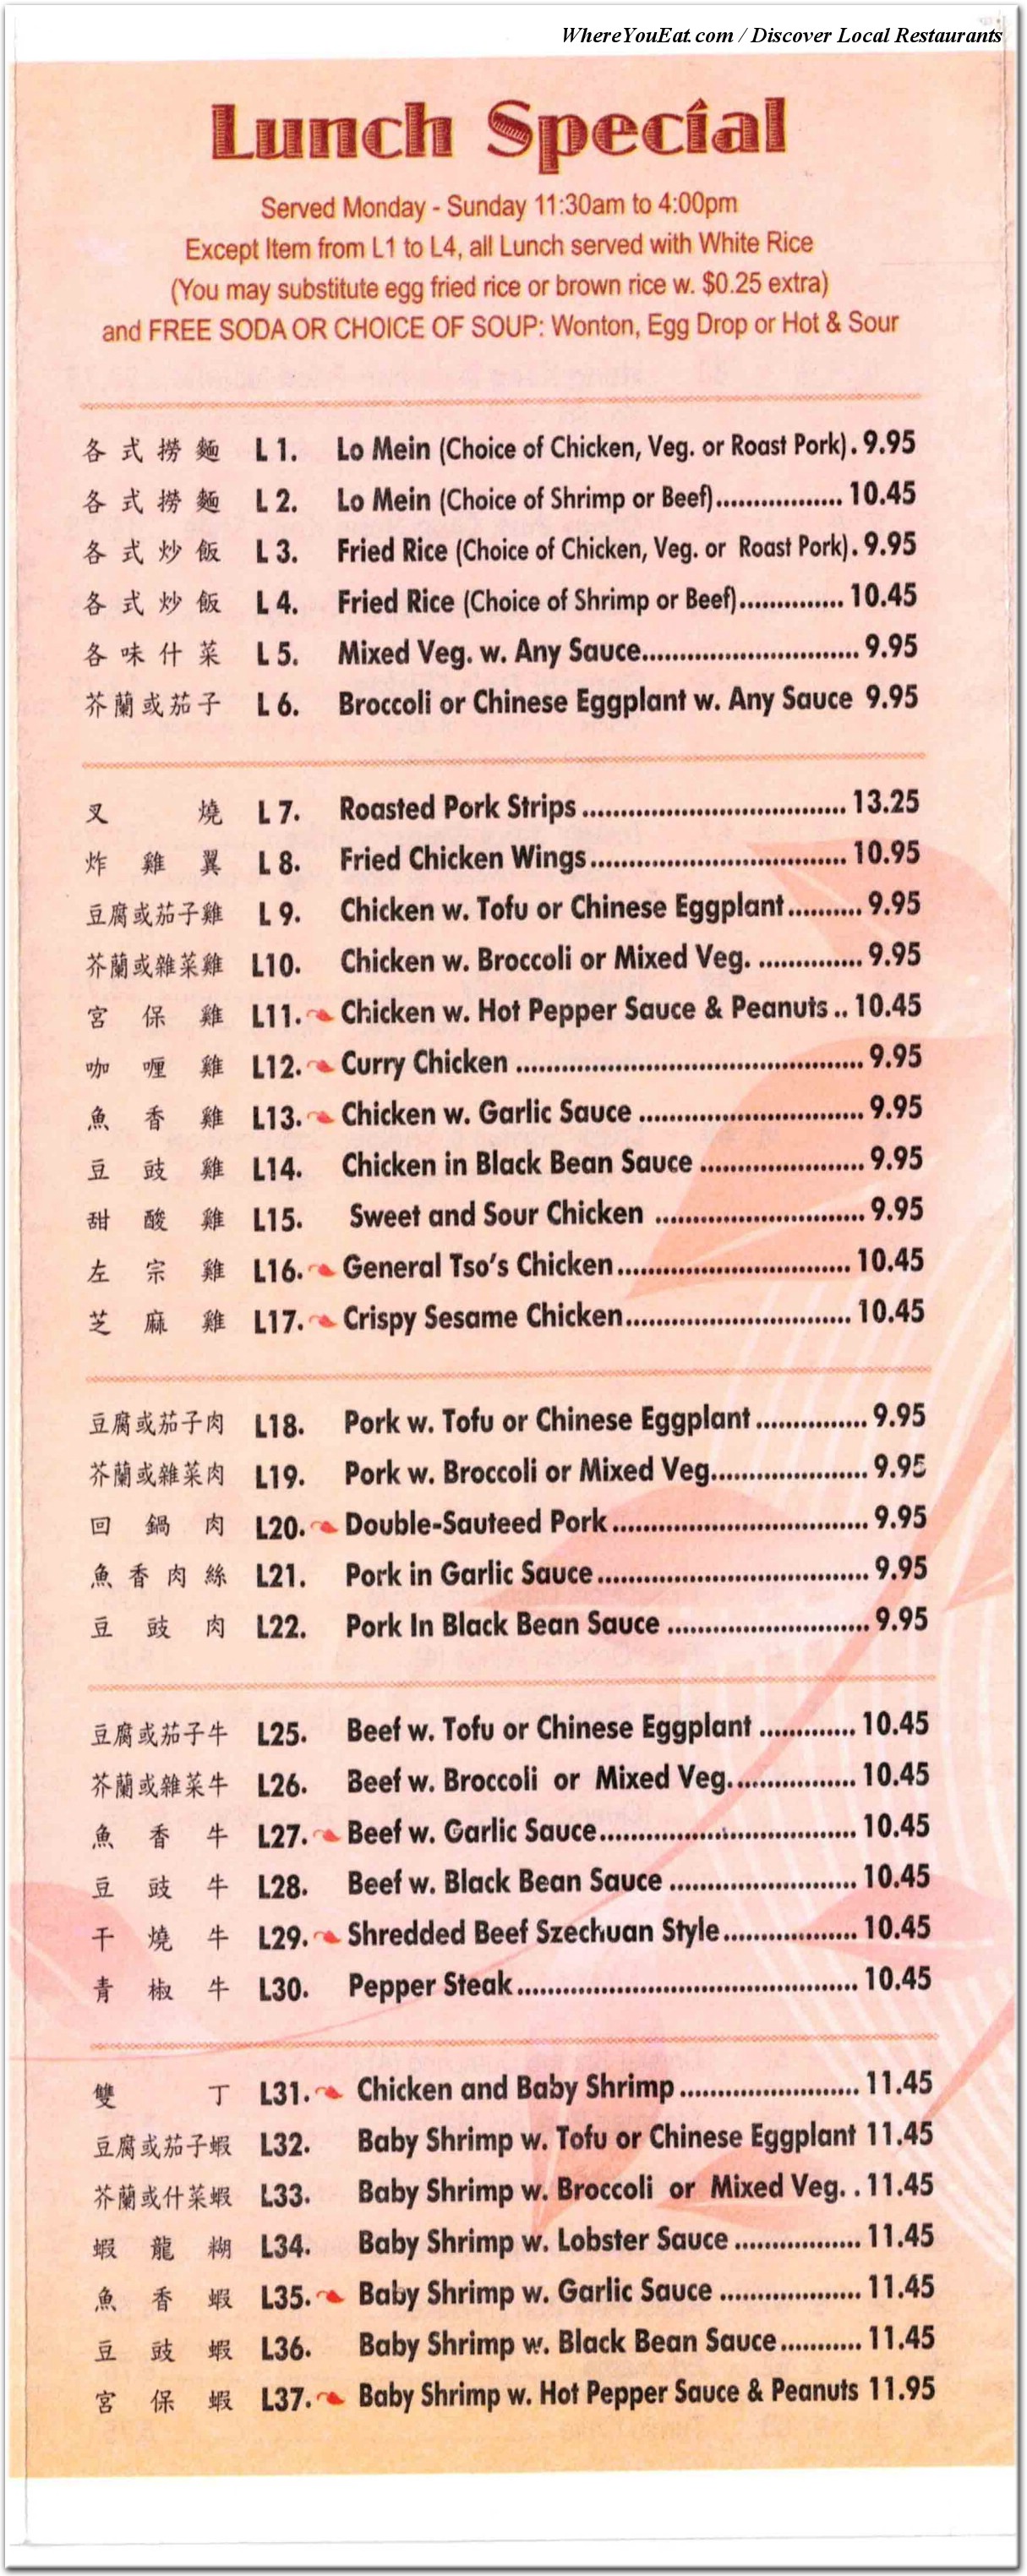 WhereYouEat.com / Discover Local Restaurants
Lunch Special
Served Monday - Sunday 11:30am to 4:00pm
Except Item from L1 to L4, all Lunch served with White Rice
(You may substitute egg fried rice or brown rice w. $0.25 extra)
and FREE SODA OR CHOICE OF SOUP: Wonton, Egg Drop or Hot & Sour
各式撈麵 L 1. Lo Mein (Choice of Chicken, Veg. or Roast Pork). 9.95
各式撈麵 L 2. Lo Mein (Choice of Shrimp or Beef)................. 10.45
各式炒飯 L 3. Fried Rice (Choice of Chicken, Veg. or Roast Pork). 9.95
各式炒飯 L 4. Fried Rice (Choice of Shrimp or Beef).............. 10.45
各味什菜 L 5. Mixed Veg. w. Any Sauce............................. 9.95
芥蘭或茄子 L 6. Broccoli or Chinese Eggplant w. Any Sauce 9.95
叉燒 L 7. Roasted Pork Strips ................................... 13.25
炸雞翼 L 8. Fried Chicken Wings.................................. 10.95
豆腐或茄子雞 L 9. Chicken w. Tofu or Chinese Eggplant.......... 9.95
芥蘭或雜菜雞 L10. Chicken w. Broccoli or Mixed Veg. .............. 9.95
宮保雞 L11. Chicken w. Hot Pepper Sauce & Peanuts .. 10.45
咖喱雞 L12. Curry Chicken .............................................. 9.95
魚香雞 L13. Chicken w. Garlic Sauce .............................. 9.95
豆豉雞 L14. Chicken in Black Bean Sauce ...................... 9.95
甜酸雞 L15. Sweet and Sour Chicken ............................ 9.95
左宗雞 L16. General Tso's Chicken............................... 10.45
芝麻雞 L17. Crispy Sesame Chicken.............................. 10.45
豆腐或茄子肉 L18. Pork w. Tofu or Chinese Eggplant ............... 9.95
芥蘭或雜菜肉 L19. Pork w. Broccoli or Mixed Veg..................... 9.95
回鍋肉 L20. Double-Sauteed Pork .................................. 9.95
魚香肉絲 L21. Pork in Garlic Sauce .................................... 9.95
豆豉肉 L22. Pork In Black Bean Sauce ........................... 9.95
豆腐或茄子牛 L25. Beef w. Tofu or Chinese Eggplant ............. 10.45
芥蘭或雜菜牛 L26. Beef w. Broccoli or Mixed Veg................. 10.45
魚香牛 L27. Beef w. Garlic Sauce.................................. 10.45
豆豉牛 L28. Beef w. Black Bean Sauce ......................... 10.45
干燒牛 L29. Shredded Beef Szechuan Style.................. 10.45
青椒牛 L30. Pepper Steak ............................................. 10.45
雙丁 L31. Chicken and Baby Shrimp ........................ 11.45
豆腐或茄子蝦 L32. Baby Shrimp w. Tofu or Chinese Eggplant 11.45
芥蘭或什菜蝦 L33. Baby Shrimp w. Broccoli or Mixed Veg. . 11.45
蝦龍糊 L34. Baby Shrimp w. Lobster Sauce ................. 11.45
魚香蝦 L35. Baby Shrimp w. Garlic Sauce ................... 11.45
豆豉蝦 L36. Baby Shrimp w. Black Bean Sauce........... 11.45
宮保蝦 L37. Baby Shrimp w. Hot Pepper Sauce & Peanuts 11.95